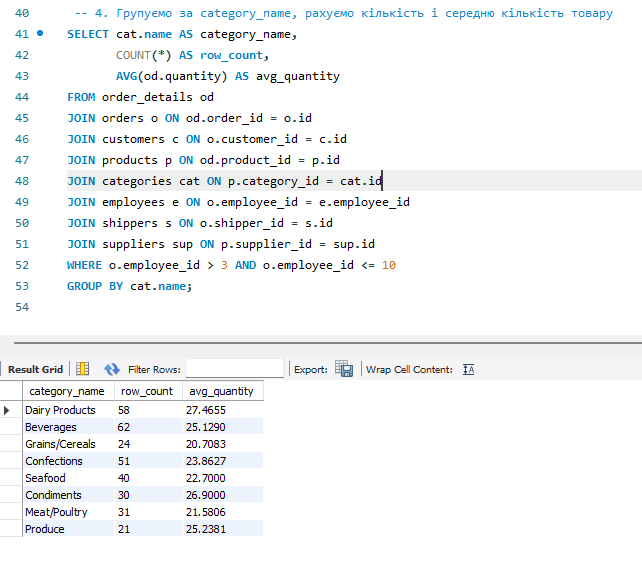 40 -- 4. Групуємо за category_name, рахуємо кількість і середню кількість товару
41 SELECT cat.name AS category_name,
42 COUNT(*) AS row_count,
43 AVG(od.quantity) AS avg_quantity
44 FROM order_details od
45 JOIN orders o ON od.order_id = o.id
46 JOIN customers c ON o.customer_id = c.id
47 JOIN products p ON od.product_id = p.id
48 JOIN categories cat ON p.category_id = cat.id
49 JOIN employees e ON o.employee_id = e.employee_id
50 JOIN shippers s ON o.shipper_id = s.id
51 JOIN suppliers sup ON p.supplier_id = sup.id
52 WHERE o.employee_id > 3 AND o.employee_id <= 10
53 GROUP BY cat.name;
54
Result Grid Filter Rows: Export: Wrap Cell Content:
category_name row_count avg_quantity
Dairy Products 58 27.4655
Beverages 62 25.1290
Grains/Cereals 24 20.7083
Confections 51 23.8627
Seafood 40 22.7000
Condiments 30 26.9000
Meat/Poultry 31 21.5806
Produce 21 25.2381